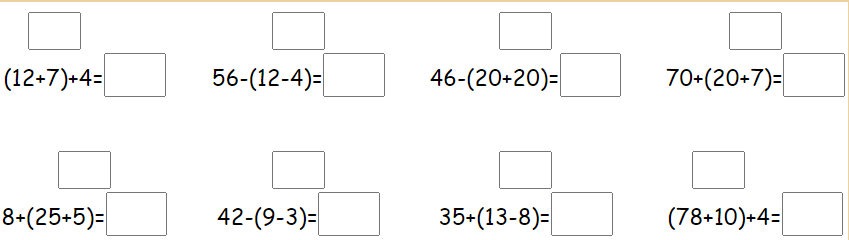 (12+7)+4= 56-(12-4)= 46-(20+20)= 70+(20+7)=
8+(25+5)= 42-(9-3)= 35+(13-8)= (78+10)+4=